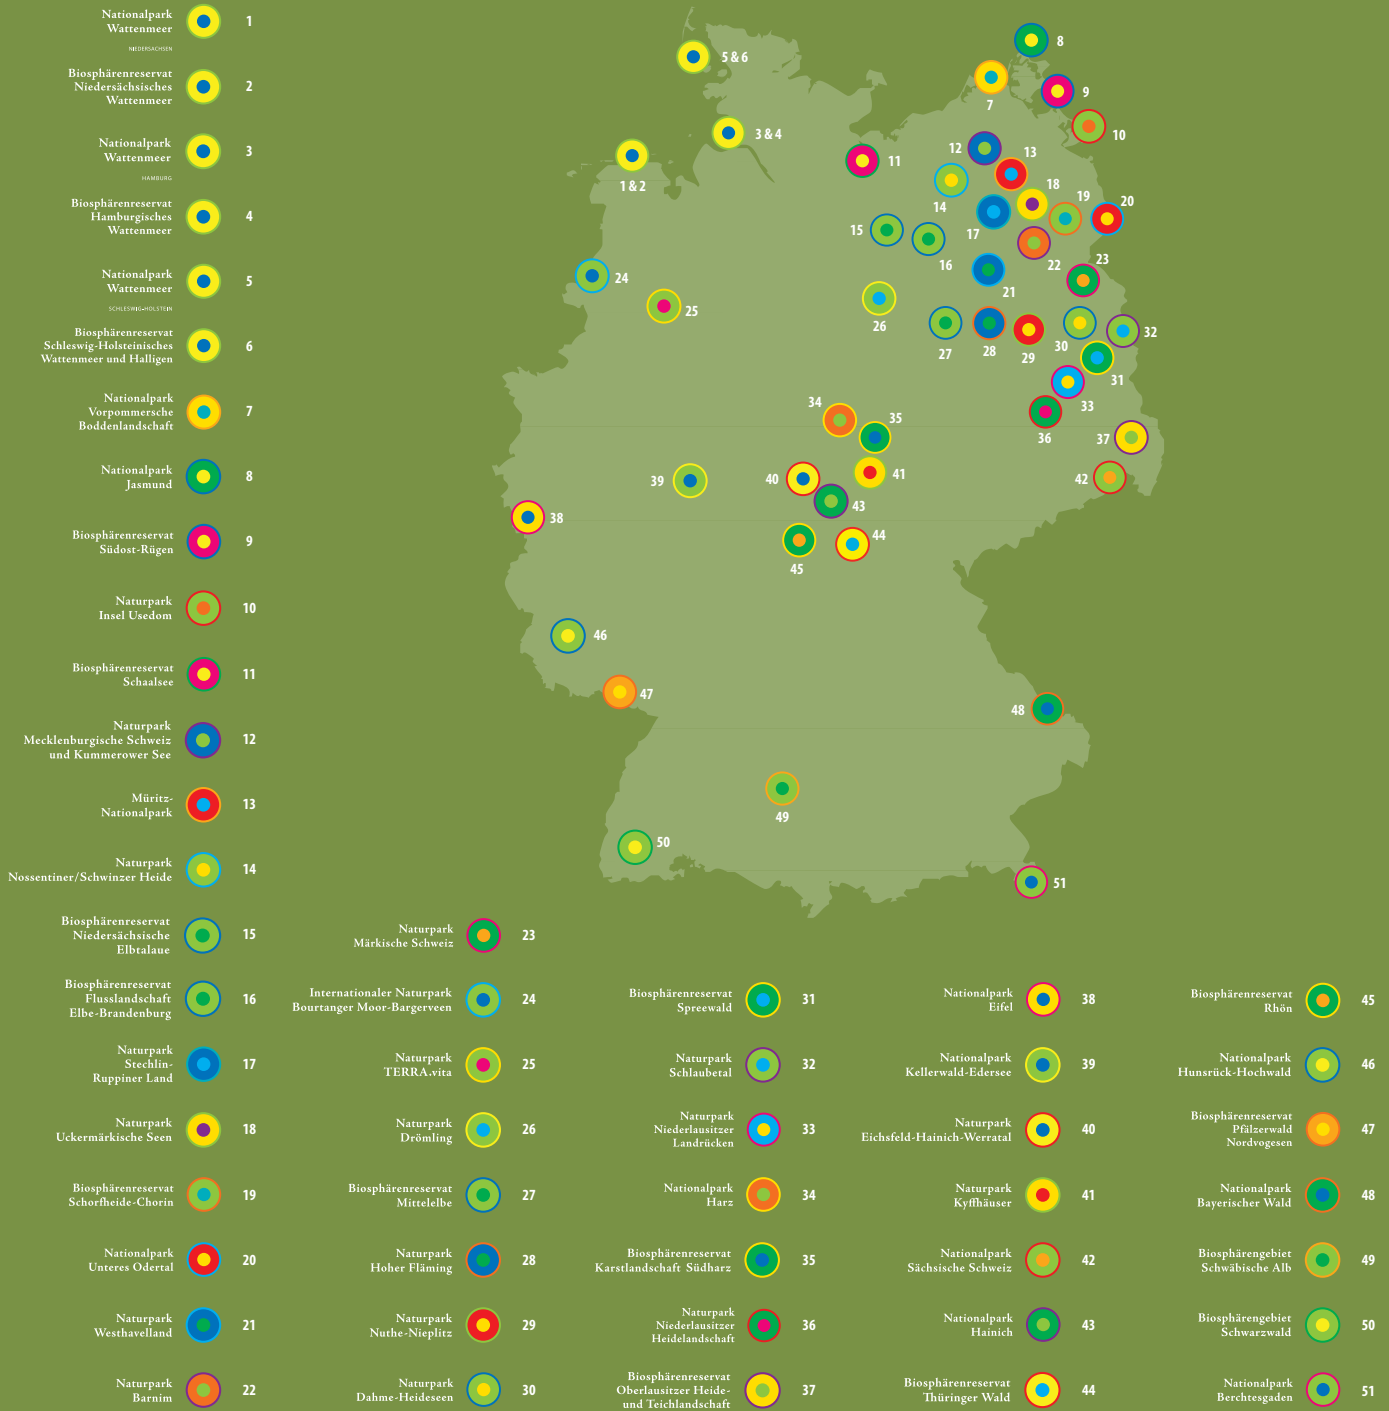 Nationalpark
Wattenmeer
1
NIEDERSACHSEN
Biosphärenreservat
Niedersächsisches
Wattenmeer
2
Nationalpark
Wattenmeer
3
HAMBURG
Biosphärenreservat
Hamburgisches
Wattenmeer
4
Nationalpark
Wattenmeer
5
SCHLESWIG-HOLSTEIN
Biosphärenreservat
Schleswig-Holsteinisches
Wattenmeer und Halligen
6
Nationalpark
Vorpommersche
Boddenlandschaft
7
Nationalpark
Jasmund
8
Biosphärenreservat
Südost-Rügen
9
Naturpark
Insel Usedom
10
Biosphärenreservat
Schaalsee
11
Naturpark
Mecklenburgische Schweiz
und Kummerower See
12
Müritz-
Nationalpark
13
Naturpark
Nossentiner/Schwinzer Heide
14
Biosphärenreservat
Niedersächsische
Elbtalaue
15
Biosphärenreservat
Flusslandschaft
Elbe-Brandenburg
16
Naturpark
Stechlin-
Ruppiner Land
17
Naturpark
Uckermärkische Seen
18
Biosphärenreservat
Schorfheide-Chorin
19
Nationalpark
Unteres Odertal
20
Naturpark
Westhavelland
21
Naturpark
Barnim
22
5 & 6
8
7
9
10
3 & 4
1 & 2
11
12
13
14
18
19
20
15
16
17
22
23
21
24
25
26
27
28
29
30
32
31
33
34
35
36
37
39
40
41
42
43
38
44
45
46
47
48
49
50
51
Naturpark
Märkische Schweiz
23
Internationaler Naturpark
Bourtanger Moor-Bargerveen
24
Naturpark
TERRA.vita
25
Naturpark
Drömling
26
Biosphärenreservat
Mittelelbe
27
Naturpark
Hoher Fläming
28
Naturpark
Nuthe-Nieplitz
29
Naturpark
Dahme-Heideseen
30
Biosphärenreservat
Spreewald
31
Naturpark
Schlaubetal
32
Naturpark
Niederlausitzer
Landrücken
33
Nationalpark
Harz
34
Biosphärenreservat
Karstlandschaft Südharz
35
Naturpark
Niederlausitzer
Heidelandschaft
36
Biosphärenreservat
Oberlausitzer Heide-
und Teichlandschaft
37
Nationalpark
Eifel
38
Nationalpark
Kellerwald-Edersee
39
Naturpark
Eichsfeld-Hainich-Werratal
40
Naturpark
Kyffhäuser
41
Nationalpark
Sächsische Schweiz
42
Nationalpark
Hainich
43
Biosphärenreservat
Thüringer Wald
44
Biosphärenreservat
Rhön
45
Nationalpark
Hunsrück-Hochwald
46
Biosphärenreservat
Pfälzerwald
Nordvogesen
47
Nationalpark
Bayerischer Wald
48
Biosphärengebiet
Schwäbische Alb
49
Biosphärengebiet
Schwarzwald
50
Nationalpark
Berchtesgaden
51